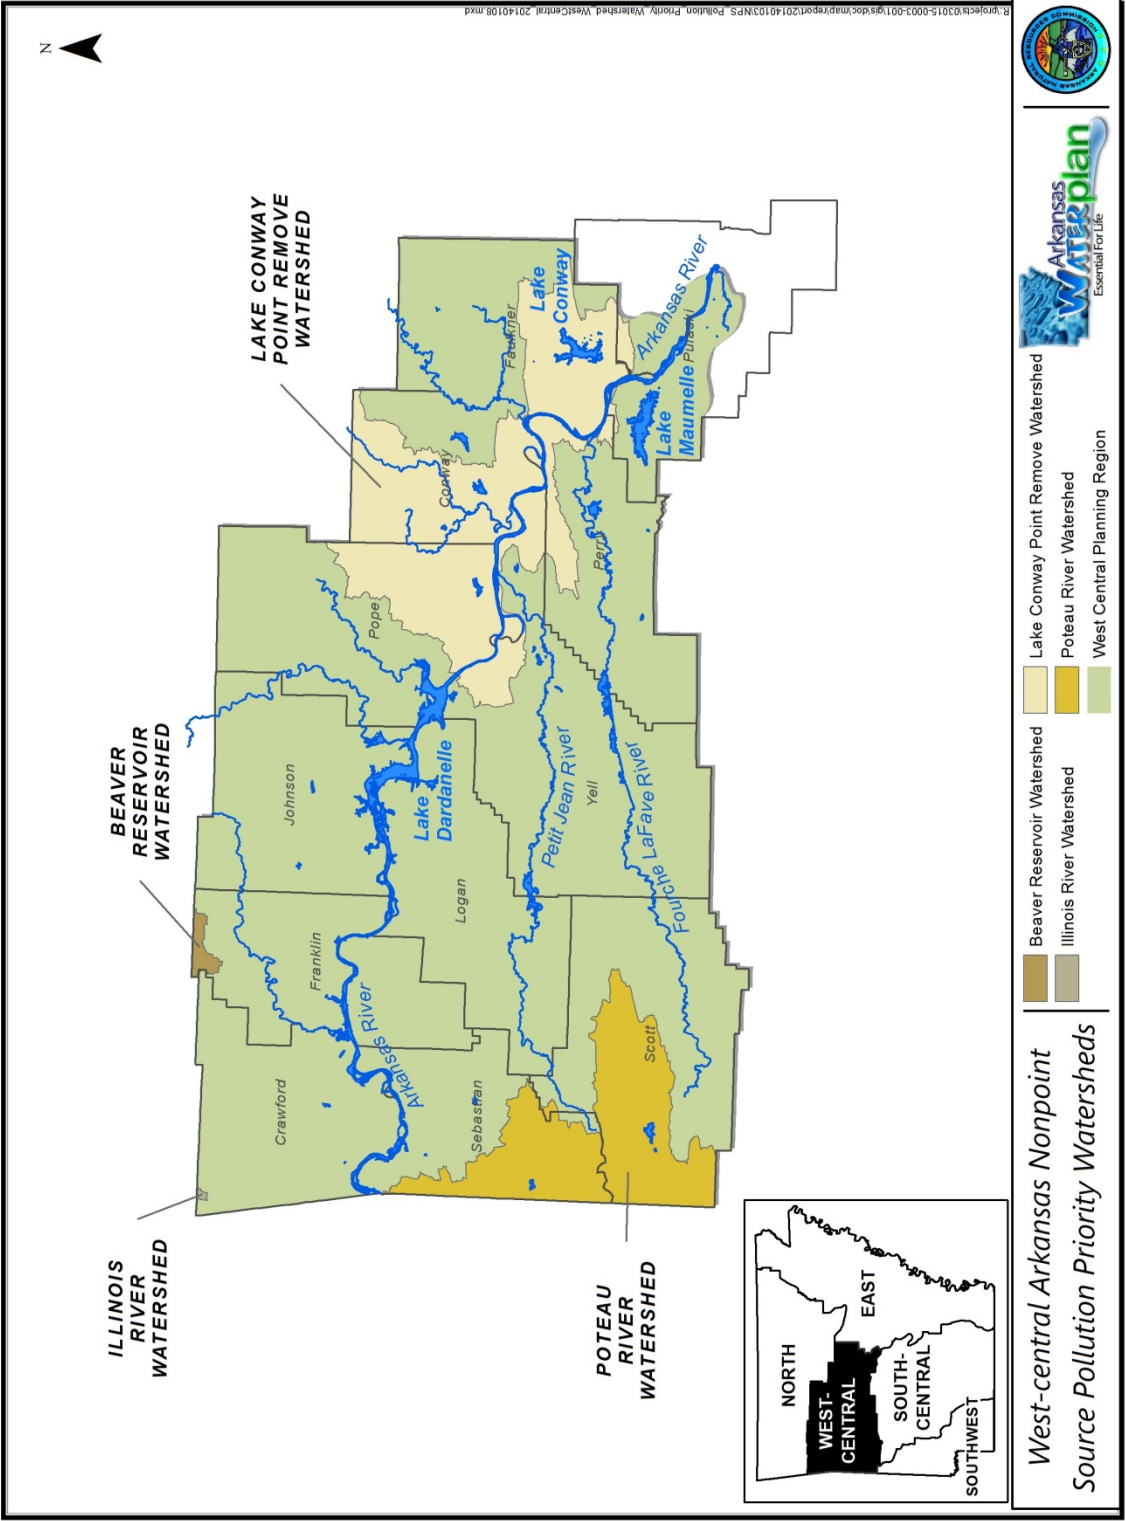 N
LAKE CONWAY
POINT REMOVE
WATERSHED
BEAVER
RESERVOIR
WATERSHED
ILLINOIS
RIVER
WATERSHED
POTEAU
RIVER
WATERSHED
Crawford
Franklin
Johnson
Pope
Conway
Faulkner
Sebastian
Logan
Yell
Perry
Pulaski
Scott
Arkansas River
Lake
Dardanelle
Petit Jean River
Fourche LaFave River
Lake
Conway
Arkansas River
Lake
Maumelle
NORTH
EAST
WEST-
CENTRAL
SOUTH-
CENTRAL
SOUTHWEST
R:\projects\03015-0003-001\gis\doc\map\report\20140103\NPS_Pollution_Priority_Watershed_WestCentral_20140108.mxd
West-central Arkansas Nonpoint
Source Pollution Priority Watersheds
Beaver Reservoir Watershed
Illinois River Watershed
Lake Conway Point Remove Watershed
Poteau River Watershed
West Central Planning Region
Arkansas
WATERplan
Essential For Life
ARKANSAS NATURAL RESOURCES COMMISSION